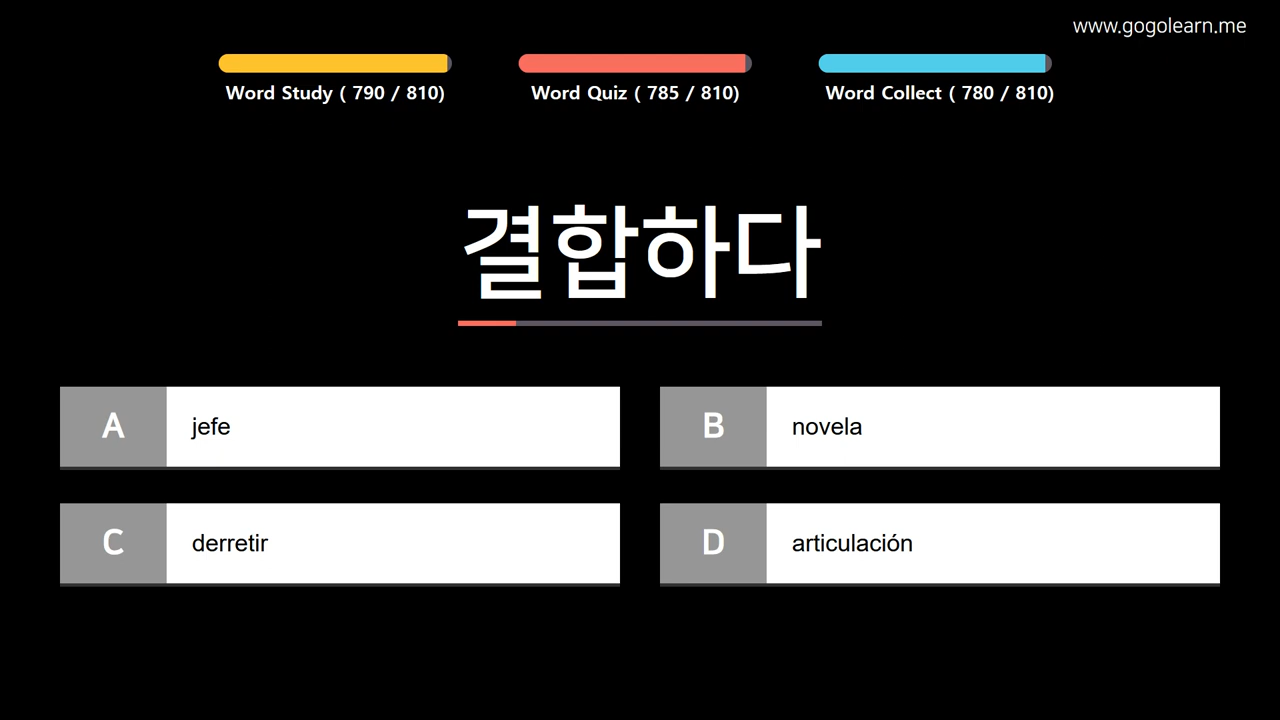 www.gogolearn.me
Word Study ( 790 / 810)
Word Quiz ( 785 / 810)
Word Collect ( 780 / 810)
결합하다
A jefe
B novela
C derretir
D articulación